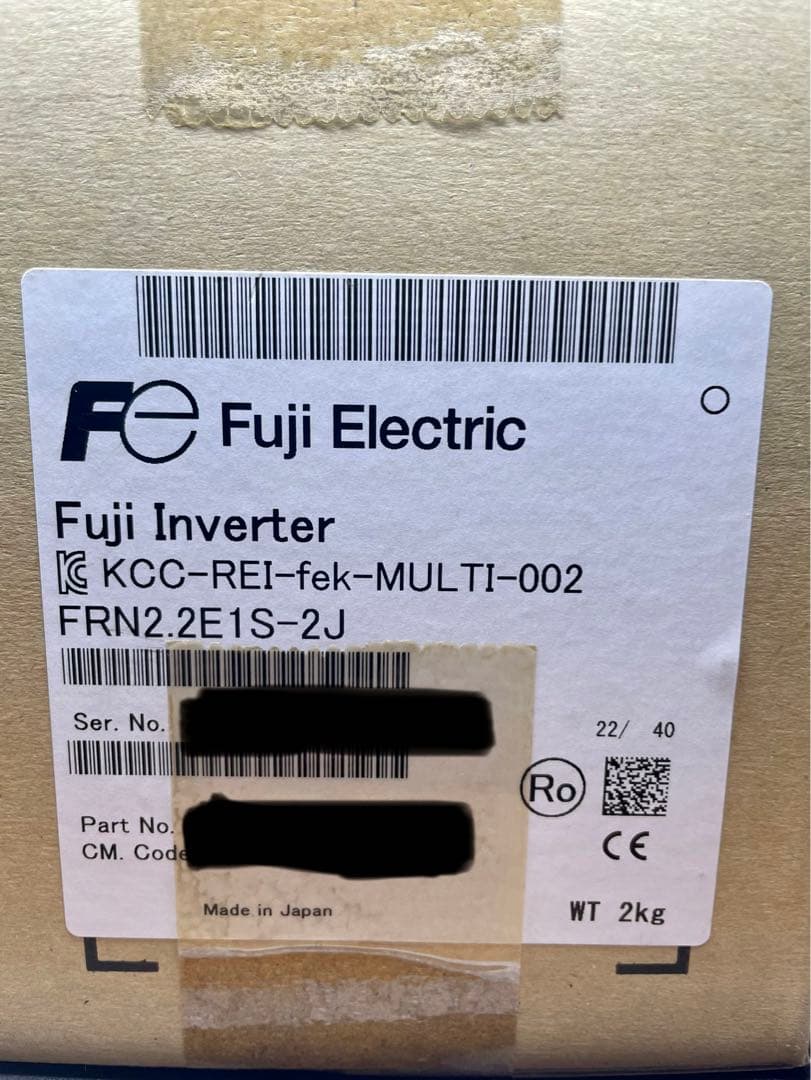 Fe Fuji Electric
Fuji Inverter
KCC-REI-fek-MULTI-002
FRN2.2E1S-2J
Ser. No.
22/ 40
Ro
Part No.
CM. Code
CE
Made in Japan
WT 2kg